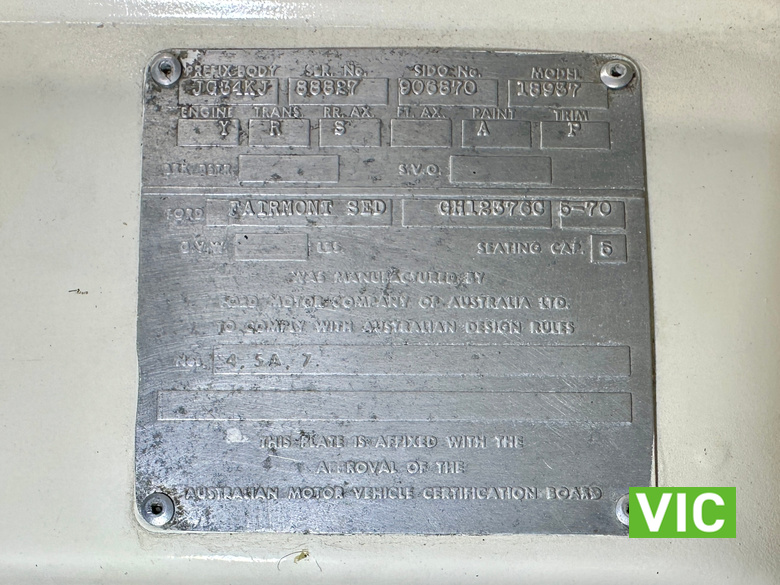 PREFIX-BODY SER. No. SIDO No. MODEL
JG34KJ 88827 906870 18937
ENGINE TRANS. RR. AX. FT. AX. PAINT TRIM
Y R S A P
S.V.O.
FORD FAIRMONT SED GH12376C 5-70
G.V.W. LBS SEATING CAP. 5
WAS MANUFACTURED BY
FORD MOTOR COMPANY OF AUSTRALIA LTD.
TO COMPLY WITH AUSTRALIAN DESIGN RULES
No's 4, 5A, 7.
THIS PLATE IS AFFIXED WITH THE
APPROVAL OF THE
AUSTRALIAN MOTOR VEHICLE CERTIFICATION BOARD
VIC